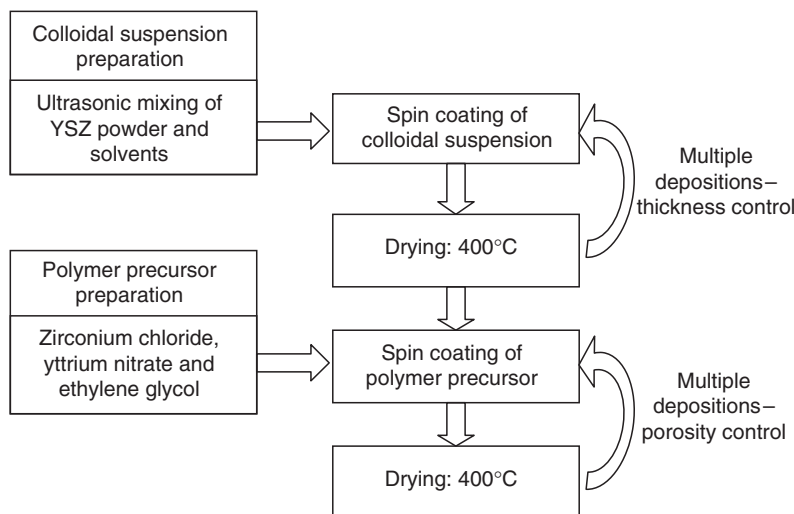 Colloidal suspension
preparation
Ultrasonic mixing of
YSZ powder and
solvents
Spin coating of
colloidal suspension
Multiple
depositions–
thickness control
Drying: 400°C
Polymer precursor
preparation
Zirconium chloride,
yttrium nitrate and
ethylene glycol
Spin coating of
polymer precursor
Multiple
depositions–
porosity control
Drying: 400°C